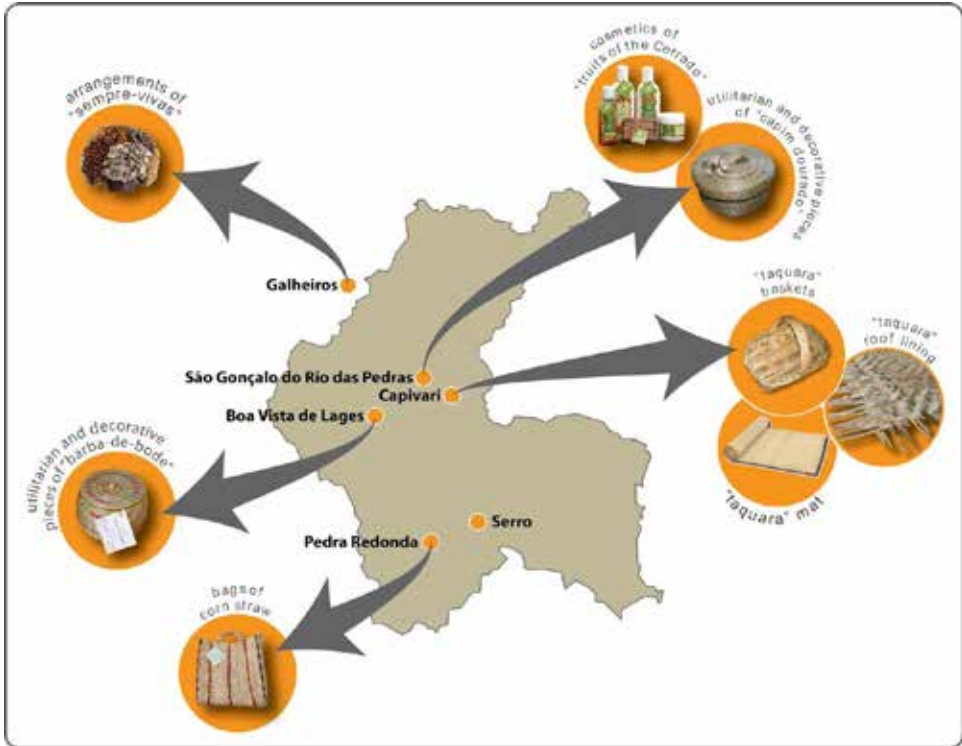 arrangements of
"sempre-vivas"
cosmetics of
"fruits of the Cerrado"
utilitarian and decorative pieces
of "capim dourado"
Galheiros
"taquara"
baskets
"taquara"
roof lining
São Gonçalo do Rio das Pedras
Capivari
Boa Vista de Lages
utilitarian and decorative
pieces of "barba-de-bode"
"taquara" mat
Serro
Pedra Redonda
bags of
corn straw